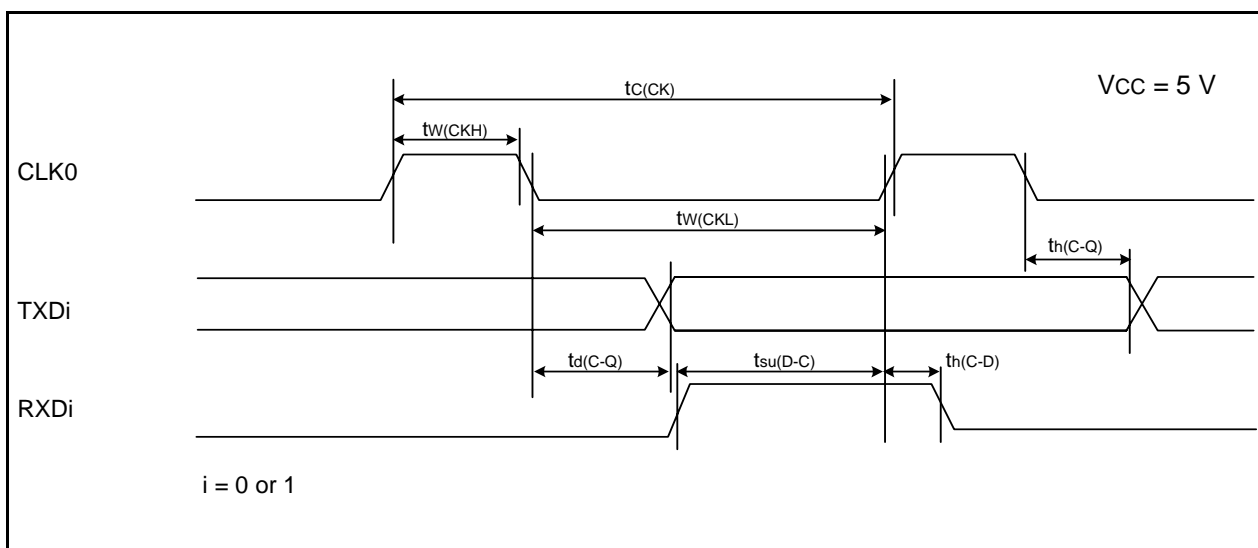 tC(CK)
VCC = 5 V
tW(CKH)
CLK0
tW(CKL)
th(C-Q)
TXDi
td(C-Q)
tsu(D-C)
th(C-D)
RXDi
i = 0 or 1